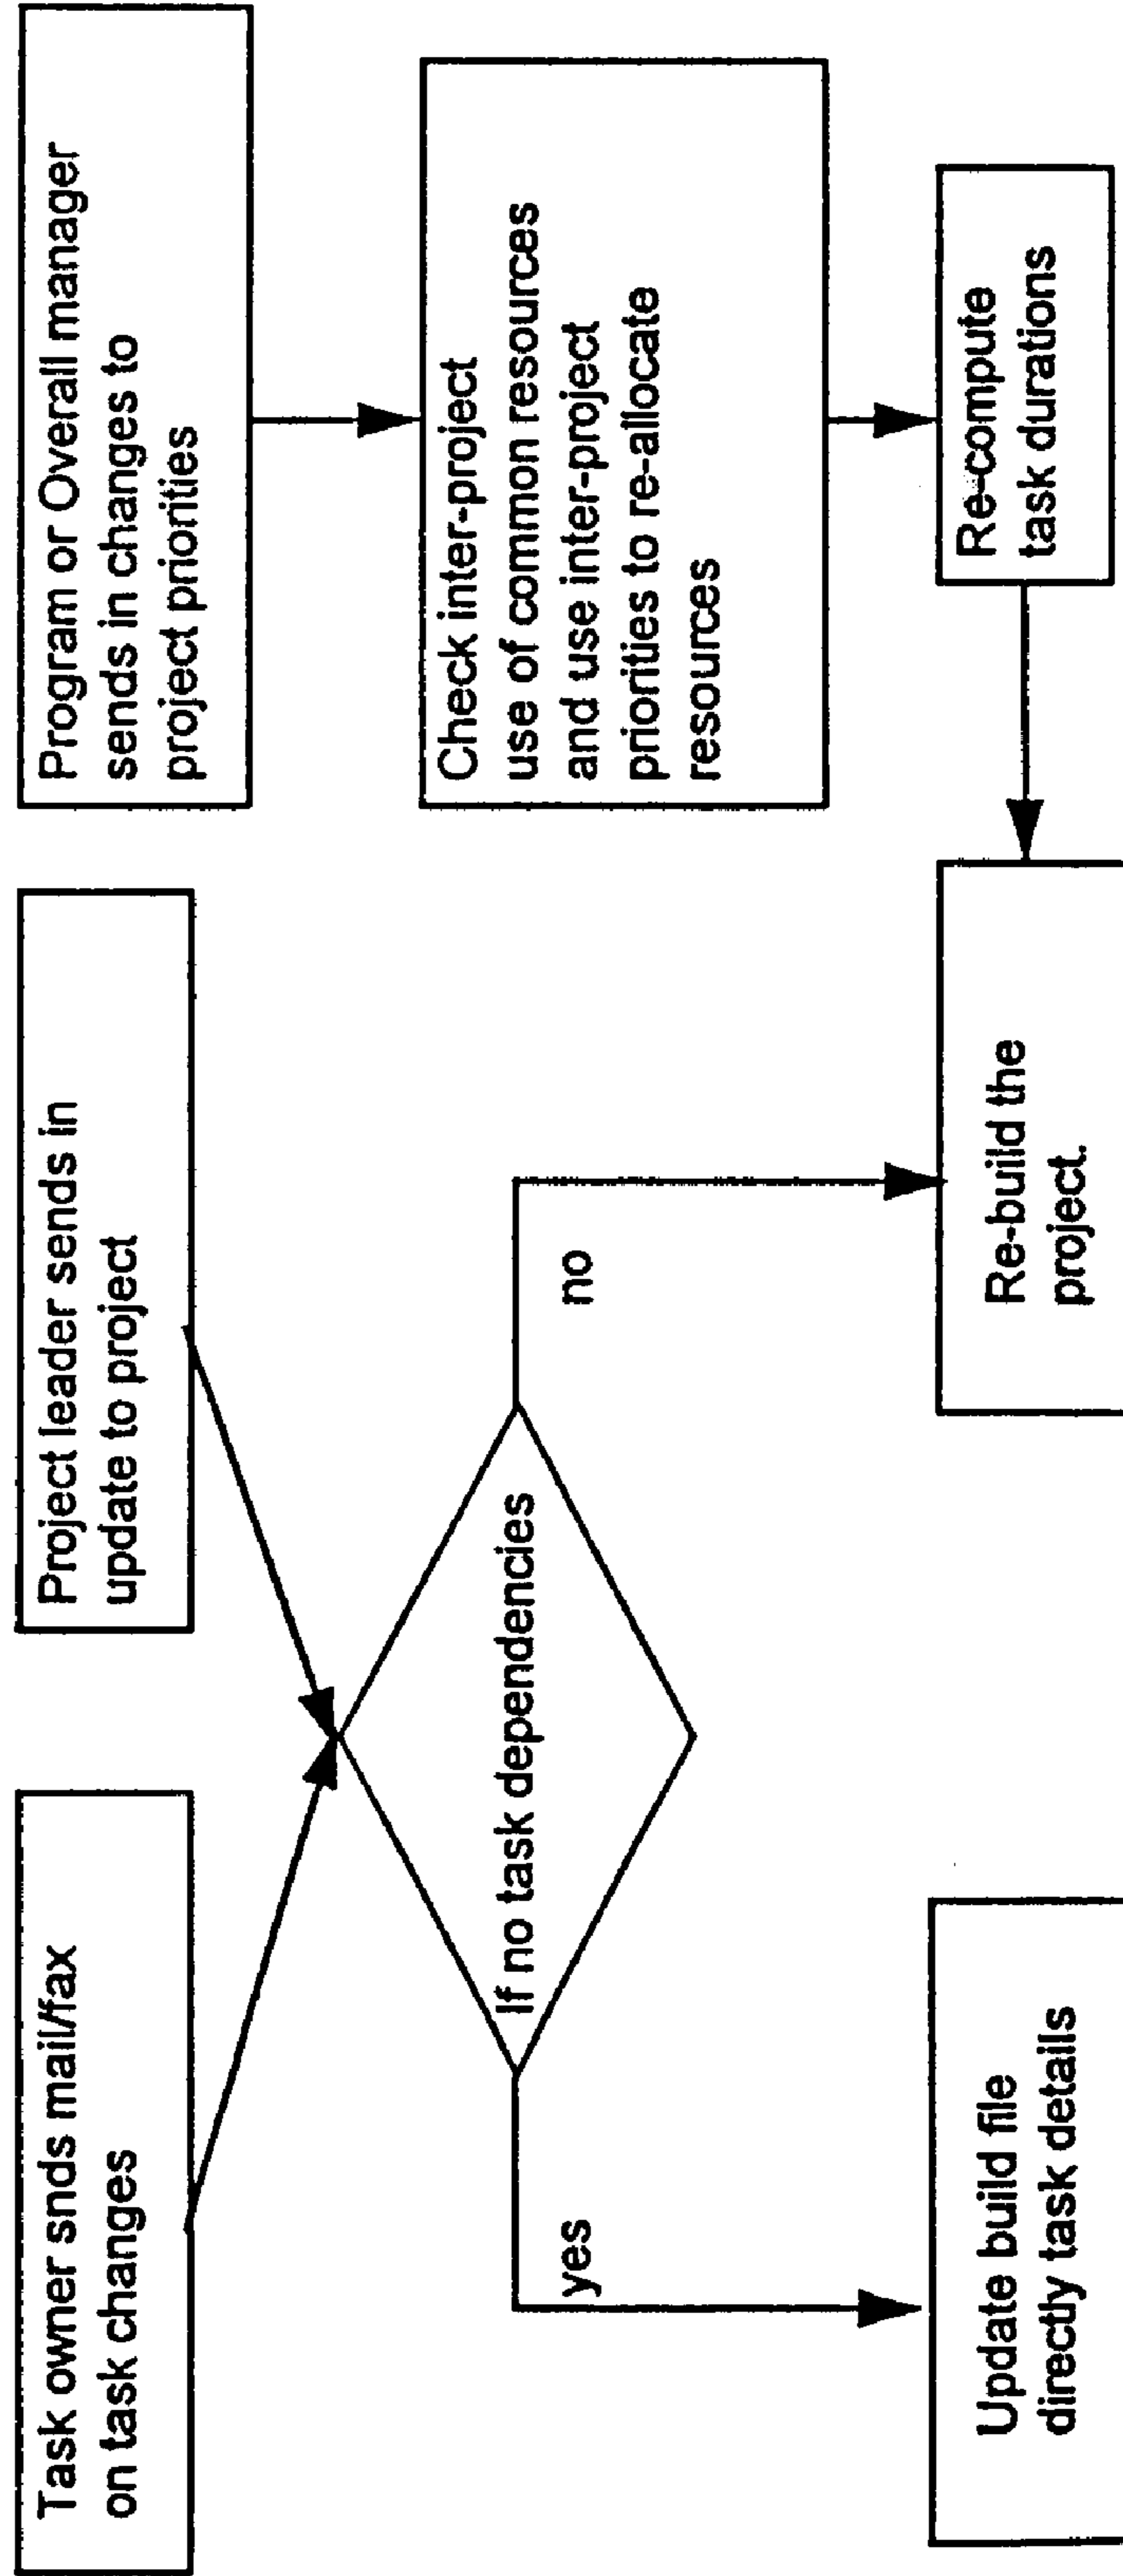 Task owner snds mail/fax
on task changes
Project leader sends in
update to project
Program or Overall manager
sends in changes to
project priorities
If no task dependencies
Check inter-project
use of common resources
and use inter-project
priorities to re-allocate
resources
yes
no
Update build file
directly task details
Re-build the
project.
Re-compute
task durations